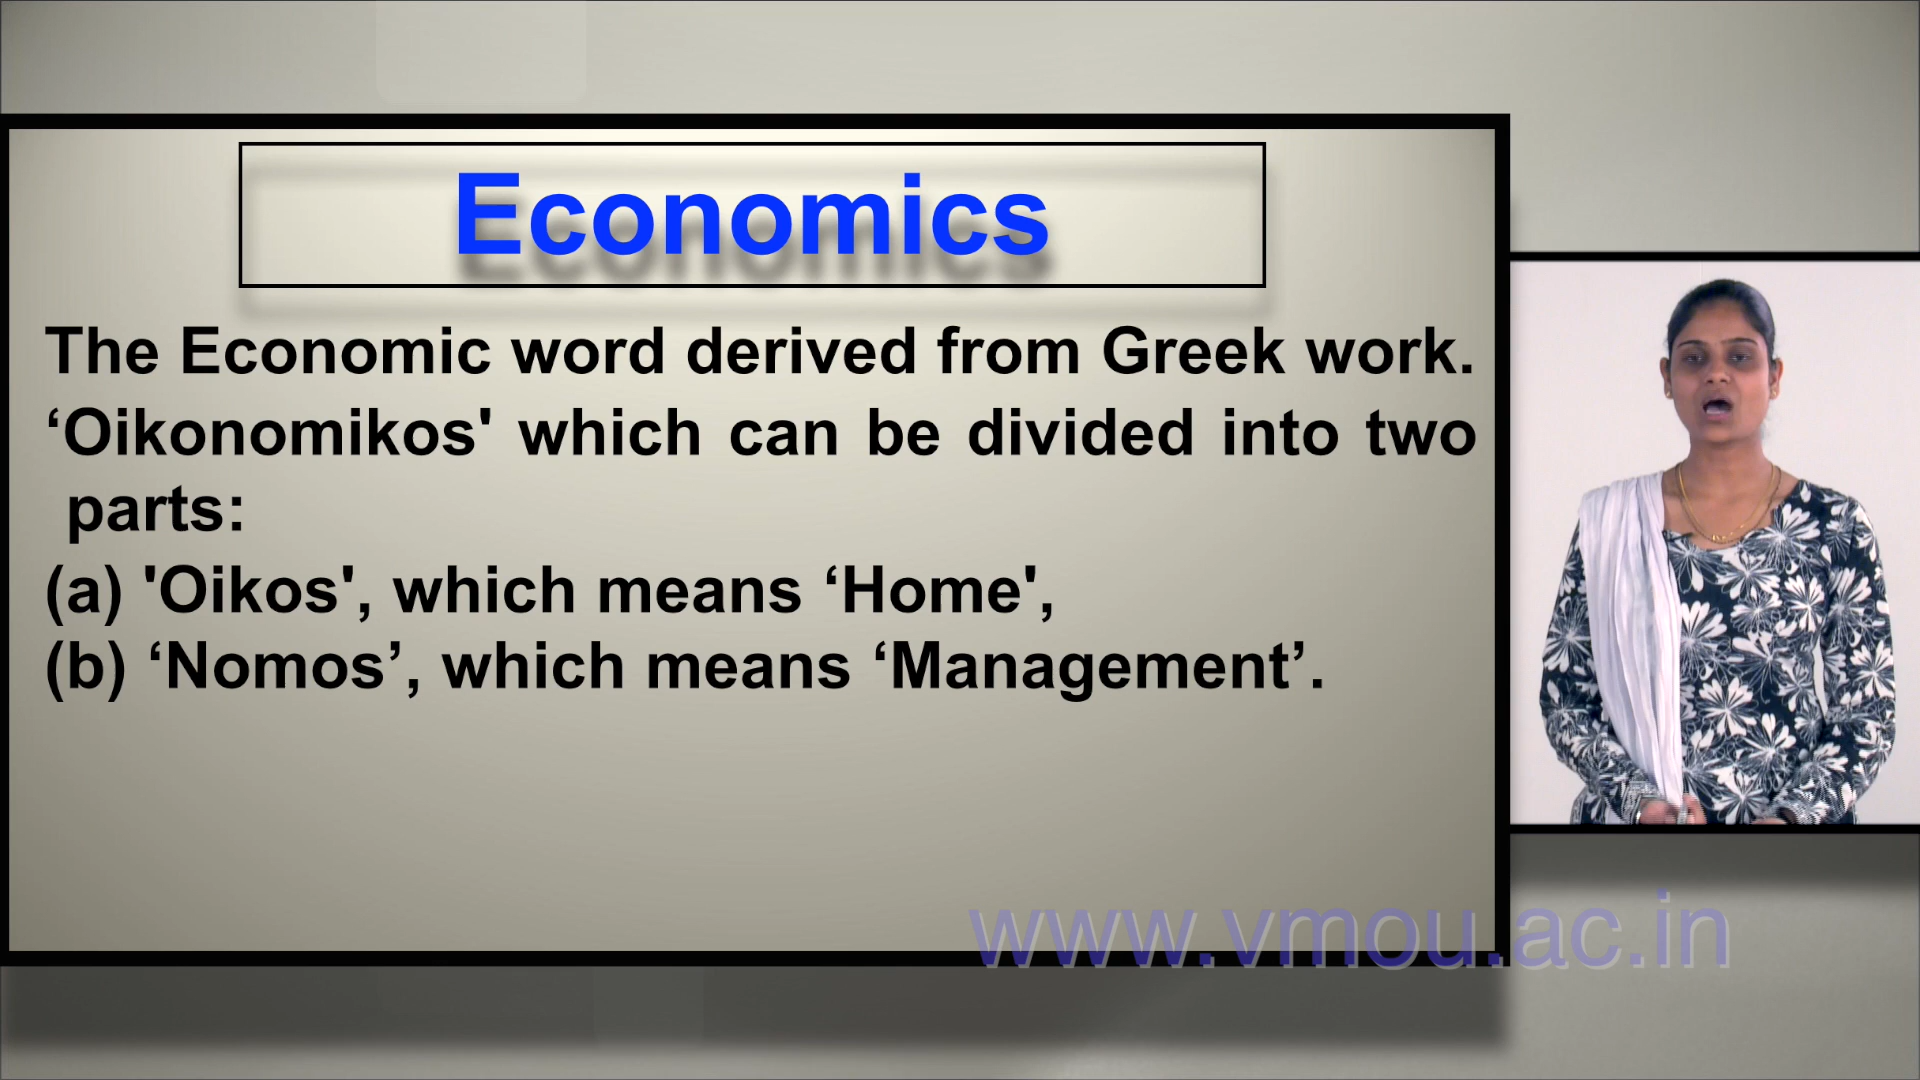 Economics
The Economic word derived from Greek work.
‘Oikonomikos' which can be divided into two
parts:
(a) 'Oikos', which means ‘Home',
(b) ‘Nomos’, which means ‘Management’.
www.vmou.ac.in